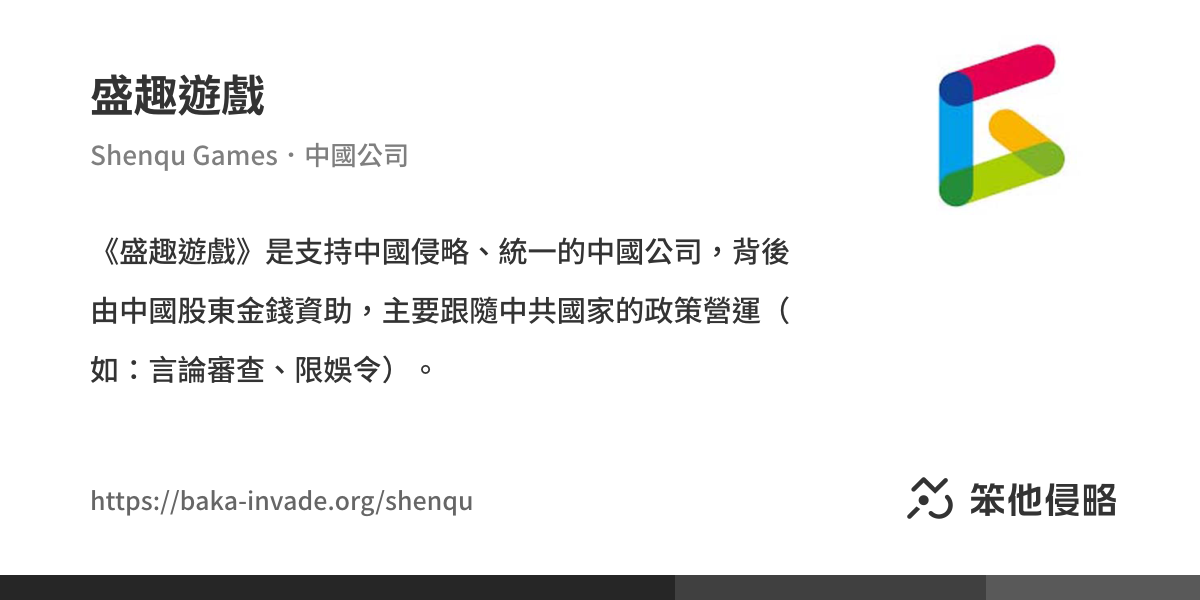 盛趣遊戲
Shenqu Games・中國公司
《盛趣遊戲》是支持中國侵略、統一的中國公司，背後
由中國股東金錢資助，主要跟隨中共國家的政策營運（
如：言論審查、限娛令）。
https://baka-invade.org/shenqu
笨他侵略